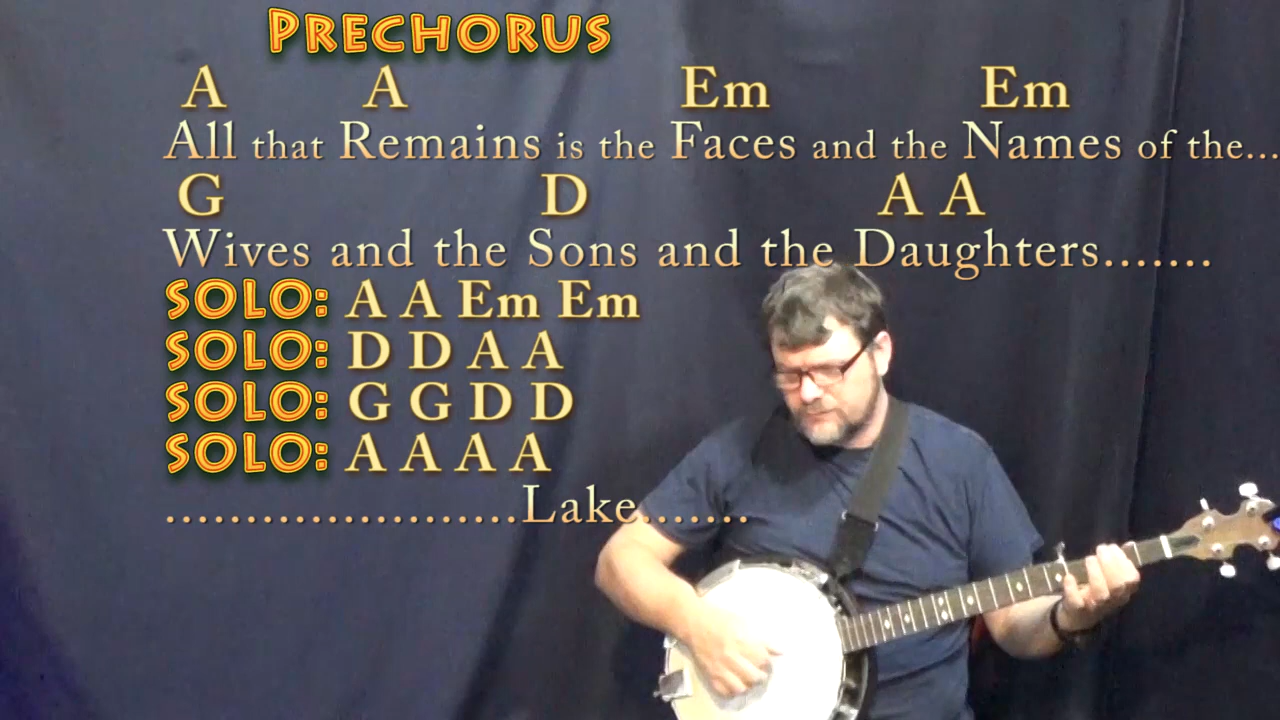 PRECHORUS
A A Em Em
All that Remains is the Faces and the Names of the...
G D A A
Wives and the Sons and the Daughters.......
SOLO: A A Em Em
SOLO: D D A A
SOLO: G G D D
SOLO: A A A A
......................Lake.......